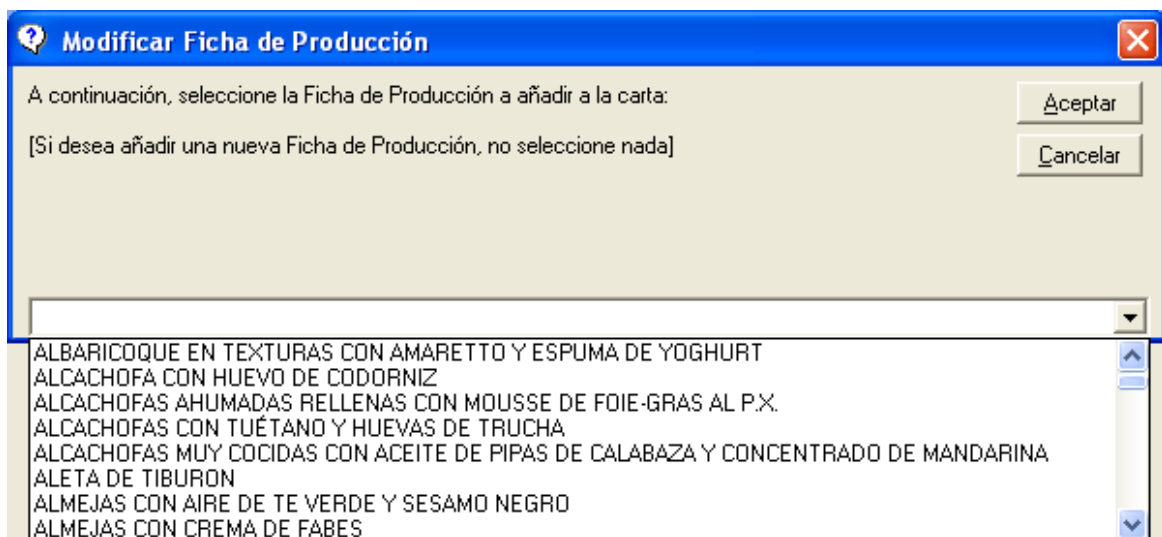 Modificar Ficha de Producción
A continuación, seleccione la Ficha de Producción a añadir a la carta:
Aceptar
[Si desea añadir una nueva Ficha de Producción, no seleccione nada]
Cancelar
ALBARICOQUE EN TEXTURAS CON AMARETTO Y ESPUMA DE YOGHURT
ALCACHOFA CON HUEVO DE CODORNIZ
ALCACHOFAS AHUMADAS RELLENAS CON MOUSSE DE FOIE-GRAS AL P.X.
ALCACHOFAS CON TUÉTANO Y HUEVAS DE TRUCHA
ALCACHOFAS MUY COCIDAS CON ACEITE DE PIPAS DE CALABAZA Y CONCENTRADO DE MANDARINA
ALETA DE TIBURON
ALMEJAS CON AIRE DE TE VERDE Y SESAMO NEGRO
ALMEJAS CON CREMA DE FABES